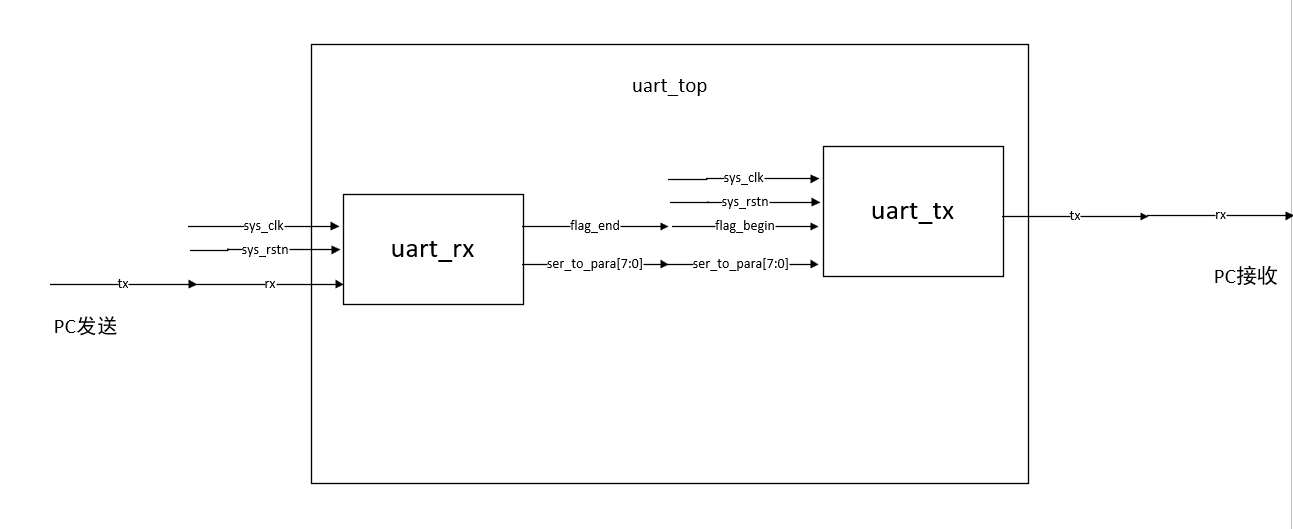 uart_top
sys_clk
sys_rstn
tx
rx
PC发送
uart_rx
flag_end
ser_to_para[7:0]
sys_clk
sys_rstn
flag_begin
ser_to_para[7:0]
uart_tx
tx
rx
PC接收